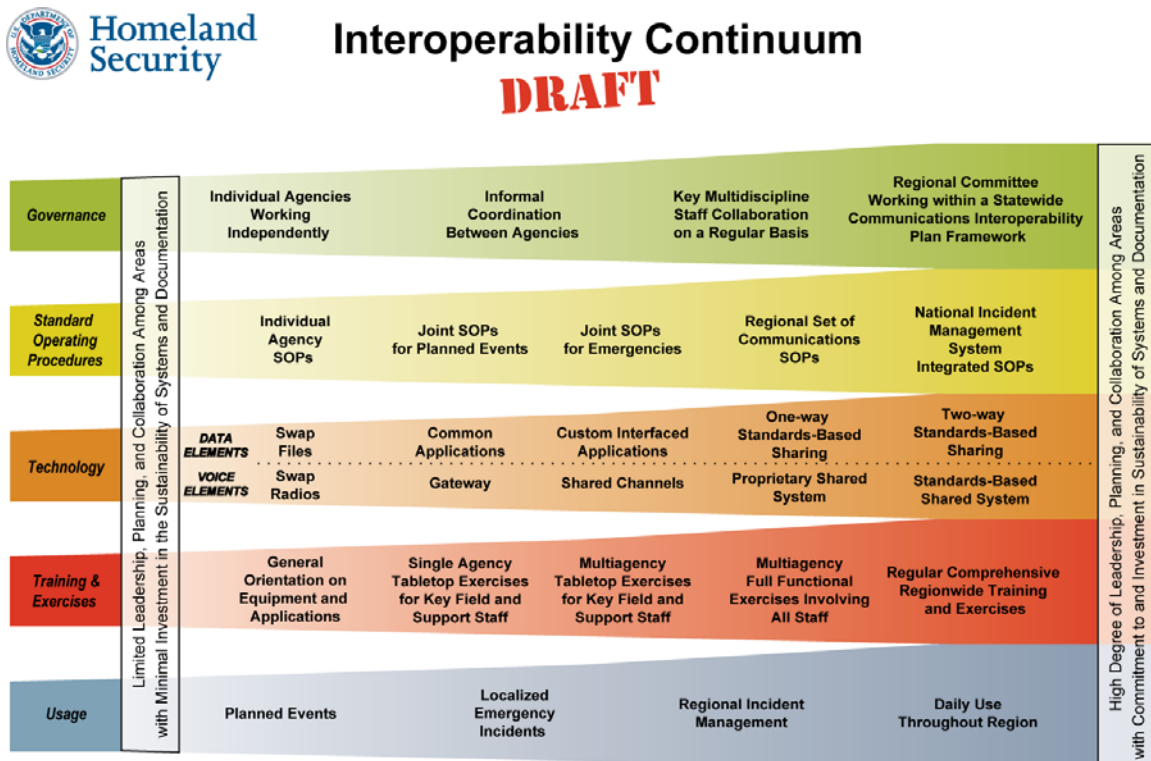 U.S. DEPARTMENT OF
HOMELAND SECURITY
Homeland
Security
Interoperability Continuum
DRAFT
Limited Leadership, Planning, and Collaboration Among Areas
with Minimal Investment in the Sustainability of Systems and Documentation
High Degree of Leadership, Planning, and Collaboration Among Areas
with Commitment to and Investment in Sustainability of Systems and Documentation
Governance
Individual Agencies
Working
Independently
Informal
Coordination
Between Agencies
Key Multidiscipline
Staff Collaboration
on a Regular Basis
Regional Committee
Working within a Statewide
Communications Interoperability
Plan Framework
Standard
Operating
Procedures
Individual
Agency
SOPs
Joint SOPs
for Planned Events
Joint SOPs
for Emergencies
Regional Set of
Communications
SOPs
National Incident
Management
System
Integrated SOPs
Technology
DATA
ELEMENTS
Swap
Files
Common
Applications
Custom Interfaced
Applications
One-way
Standards-Based
Sharing
Two-way
Standards-Based
Sharing
VOICE
ELEMENTS
Swap
Radios
Gateway
Shared Channels
Proprietary Shared
System
Standards-Based
Shared System
Training &
Exercises
General
Orientation on
Equipment and
Applications
Single Agency
Tabletop Exercises
for Key Field and
Support Staff
Multiagency
Tabletop Exercises
for Key Field and
Support Staff
Multiagency
Full Functional
Exercises Involving
All Staff
Regular Comprehensive
Regionwide Training
and Exercises
Usage
Planned Events
Localized
Emergency
Incidents
Regional Incident
Management
Daily Use
Throughout Region